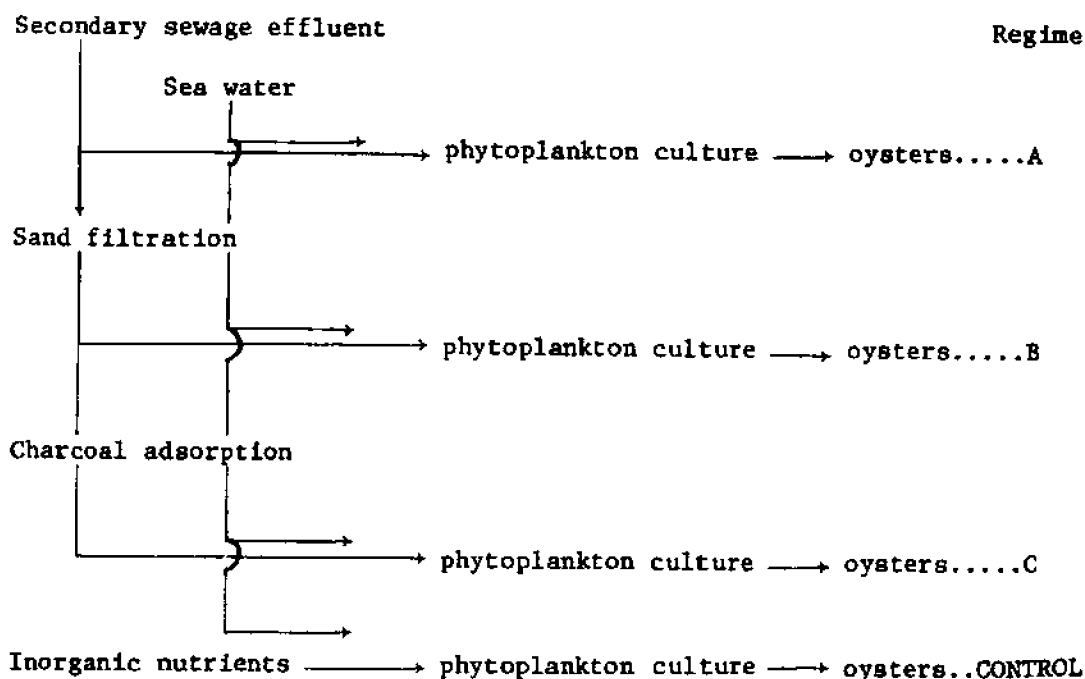 Secondary sewage effluent
Regime
Sea water
phytoplankton culture oysters.....A
Sand filtration
phytoplankton culture oysters.....B
Charcoal adsorption
phytoplankton culture oysters.....C
Inorganic nutrients phytoplankton culture oysters..CONTROL